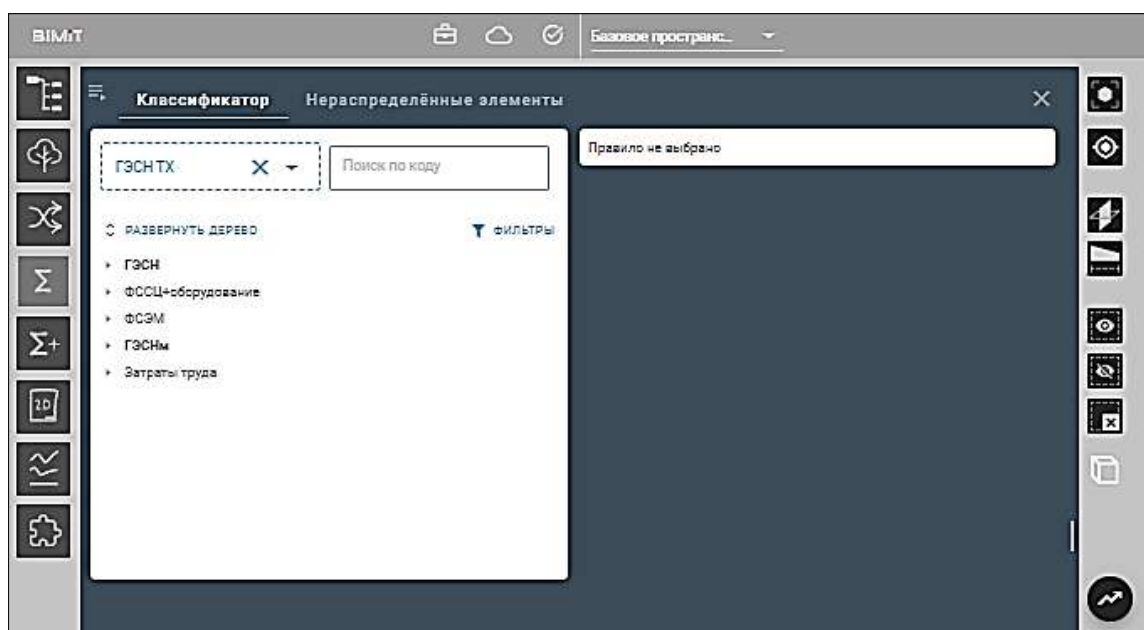 BIMiT
Базовое пространс...
Классификатор
Нераспределённые элементы
ГЭСН ТХ
Поиск по коду
Правило не выбрано
РАЗВЕРНУТЬ ДЕРЕВО
ФИЛЬТРЫ
ГЭСН
ФССЦ+оборудование
ФСЭМ
ГЭСНм
Затраты труда
Σ
Σ+
2D